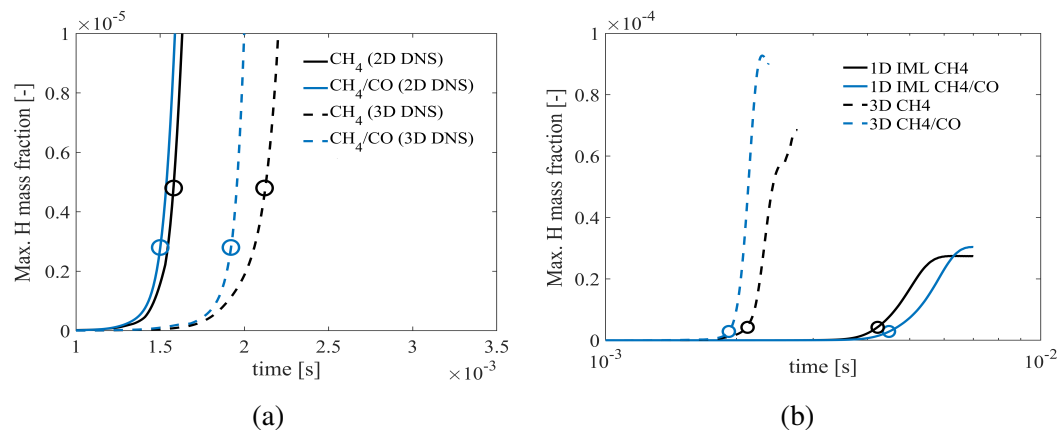 ×10⁻⁵
1
0.8
0.6
0.4
0.2
0
Max. H mass fraction [-]
CH₄ (2D DNS)
CH₄/CO (2D DNS)
CH₄ (3D DNS)
CH₄/CO (3D DNS)
1
1.5
2
2.5
3
3.5
time [s]
×10⁻³
(a)
×10⁻⁴
1
0.8
0.6
0.4
0.2
0
Max. H mass fraction [-]
1D IML CH4
1D IML CH4/CO
3D CH4
3D CH4/CO
10⁻³
10⁻²
time [s]
(b)